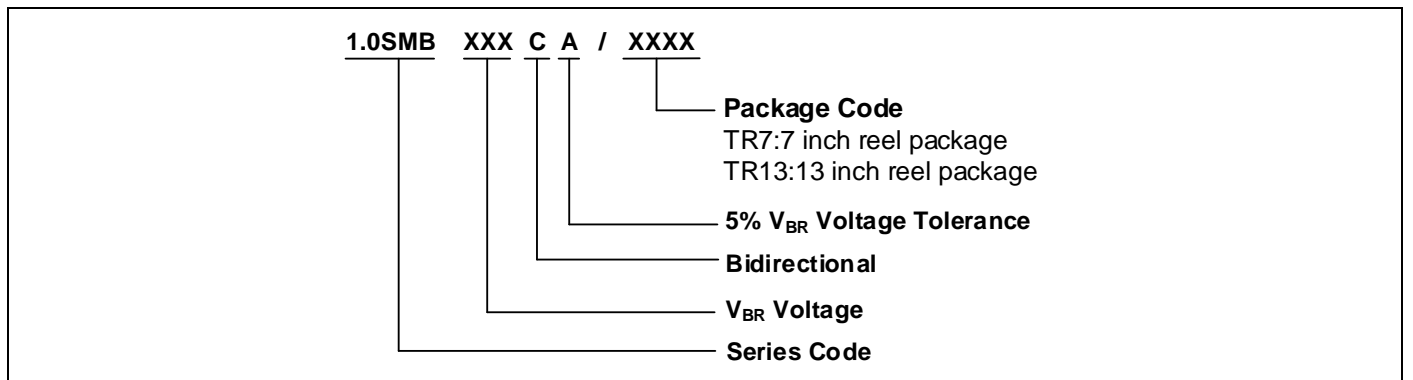 1.0SMB XXX C A / XXXX
Package Code
TR7:7 inch reel package
TR13:13 inch reel package
5% VBR Voltage Tolerance
Bidirectional
VBR Voltage
Series Code